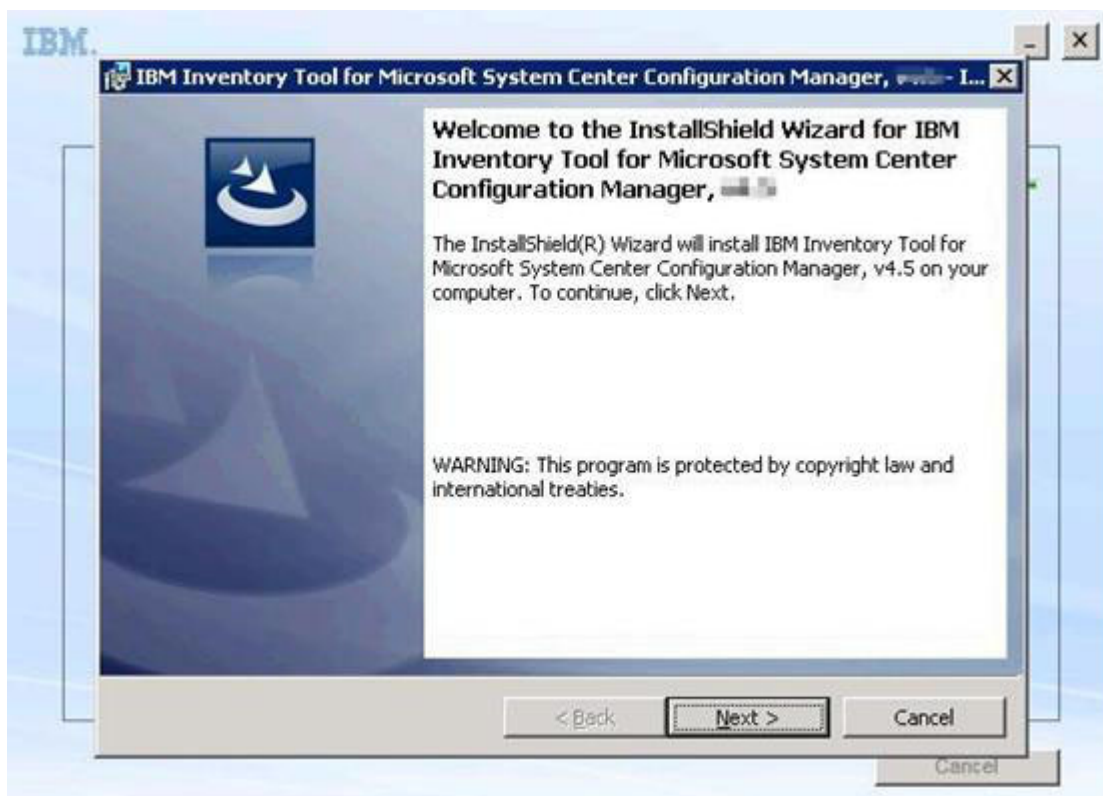 IBM.
IBM Inventory Tool for Microsoft System Center Configuration Manager, - I...
Welcome to the InstallShield Wizard for IBM
Inventory Tool for Microsoft System Center
Configuration Manager,
The InstallShield(R) Wizard will install IBM Inventory Tool for
Microsoft System Center Configuration Manager, v4.5 on your
computer. To continue, click Next.
WARNING: This program is protected by copyright law and
international treaties.
< Back Next > Cancel
Cancel